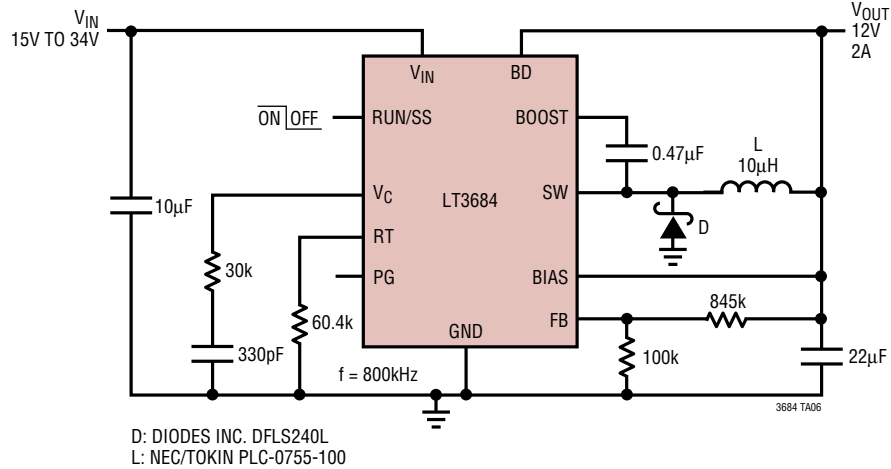 VIN
15V TO 34V
VOUT
12V
2A
VIN
BD
ON OFF
RUN/SS
BOOST
0.47µF
L
10µH
VC
LT3684
SW
10µF
D
RT
30k
PG
BIAS
845k
60.4k
FB
GND
330pF
100k
22µF
f = 800kHz
3684 TA06
D: DIODES INC. DFLS240L
L: NEC/TOKIN PLC-0755-100